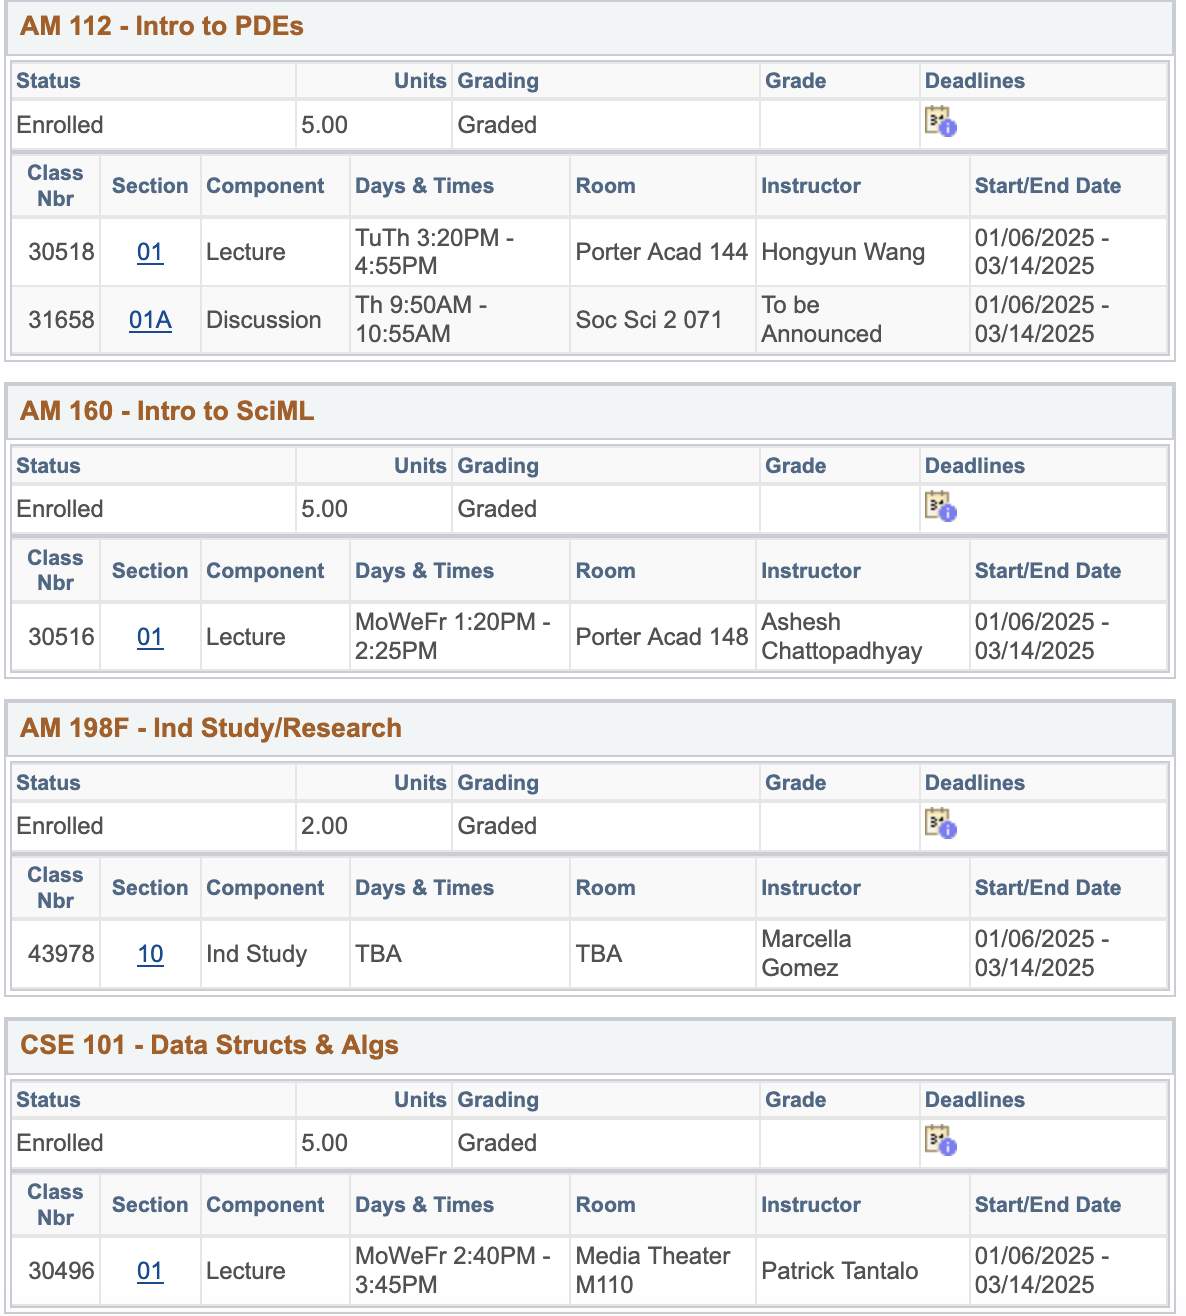 AM 112 - Intro to PDEs
Status Units Grading Grade Deadlines
Enrolled 5.00 Graded 31
Class Nbr Section Component Days & Times Room Instructor Start/End Date
30518 01 Lecture TuTh 3:20PM - 4:55PM Porter Acad 144 Hongyun Wang 01/06/2025 - 03/14/2025
31658 01A Discussion Th 9:50AM - 10:55AM Soc Sci 2 071 To be Announced 01/06/2025 - 03/14/2025
AM 160 - Intro to SciML
Status Units Grading Grade Deadlines
Enrolled 5.00 Graded 31
Class Nbr Section Component Days & Times Room Instructor Start/End Date
30516 01 Lecture MoWeFr 1:20PM - 2:25PM Porter Acad 148 Ashesh Chattopadhyay 01/06/2025 - 03/14/2025
AM 198F - Ind Study/Research
Status Units Grading Grade Deadlines
Enrolled 2.00 Graded 31
Class Nbr Section Component Days & Times Room Instructor Start/End Date
43978 10 Ind Study TBA TBA Marcella Gomez 01/06/2025 - 03/14/2025
CSE 101 - Data Structs & Algs
Status Units Grading Grade Deadlines
Enrolled 5.00 Graded 31
Class Nbr Section Component Days & Times Room Instructor Start/End Date
30496 01 Lecture MoWeFr 2:40PM - 3:45PM Media Theater M110 Patrick Tantalo 01/06/2025 - 03/14/2025